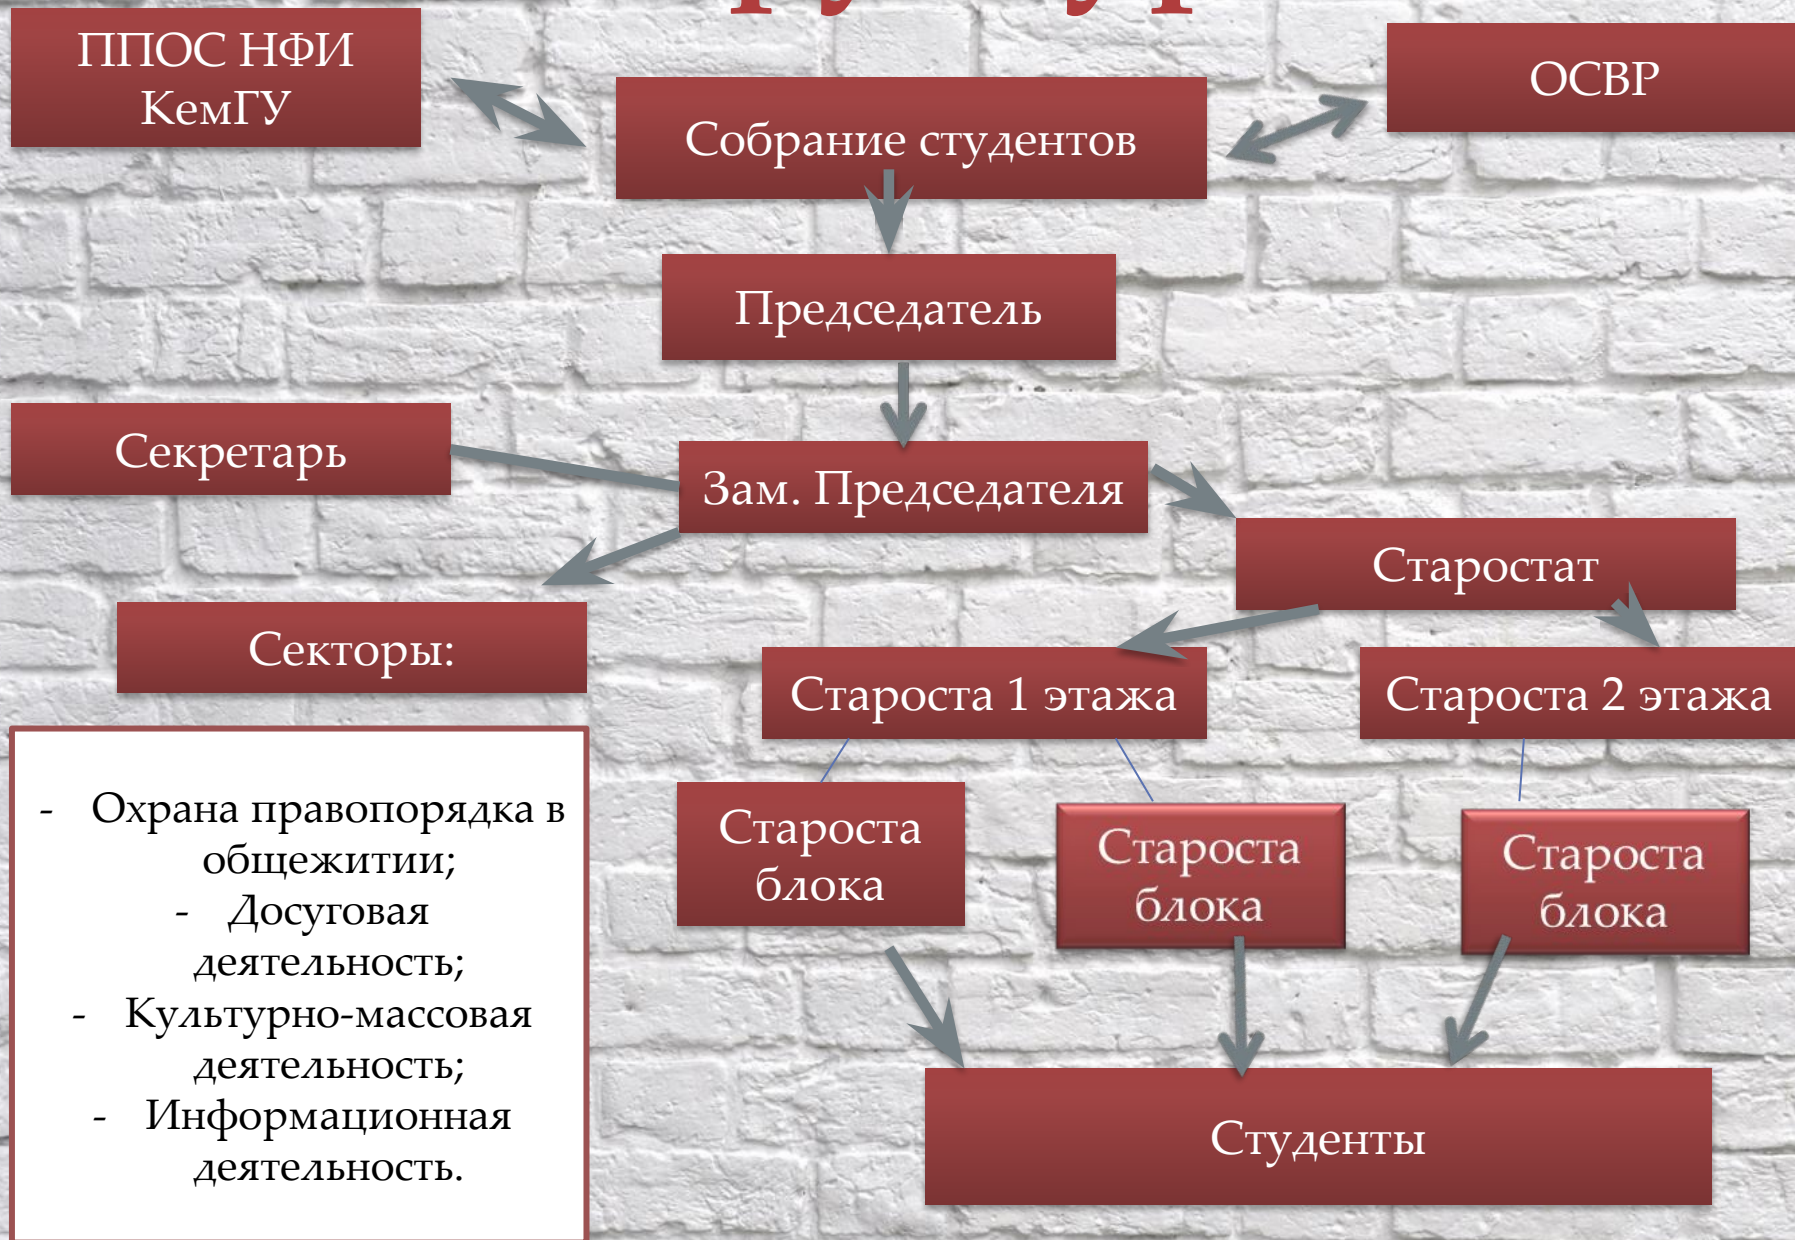 ППОС НФИ
КемГУ
Собрание студентов
ОСВР
Председатель
Секретарь
Зам. Председателя
Старостат
Секторы:
Староста 1 этажа
Староста 2 этажа
- Охрана правопорядка в
общежитии;
- Досуговая
деятельность;
- Культурно-массовая
деятельность;
- Информационная
деятельность.
Староста
блока
Староста
блока
Староста
блока
Студенты